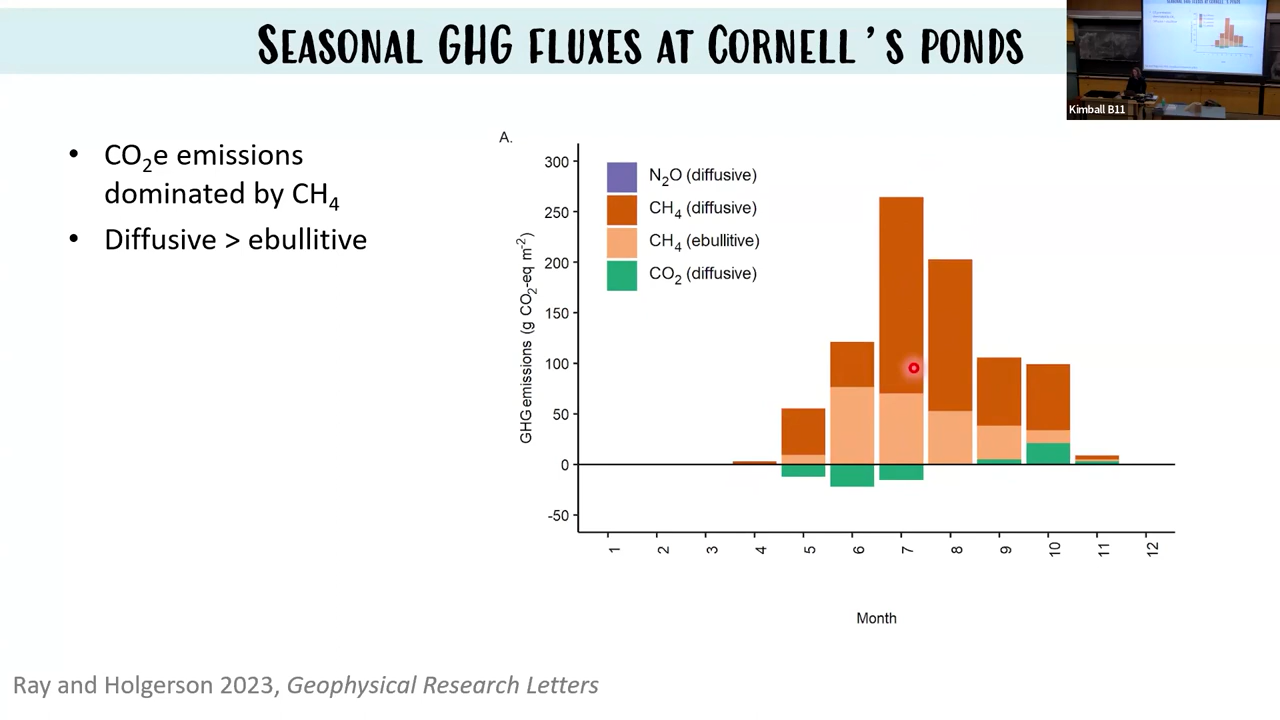 SEASONAL GHG FLUXES AT CORNELL'S PONDS
Kimball B11
• CO₂e emissions
dominated by CH₄
• Diffusive > ebullitive
A.
N₂O (diffusive)
CH₄ (diffusive)
CH₄ (ebullitive)
CO₂ (diffusive)
GHG emissions (g CO₂-eq m⁻²)
300
250
200
150
100
50
0
-50
1 2 3 4 5 6 7 8 9 10 11 12
Month
Ray and Holgerson 2023, Geophysical Research Letters